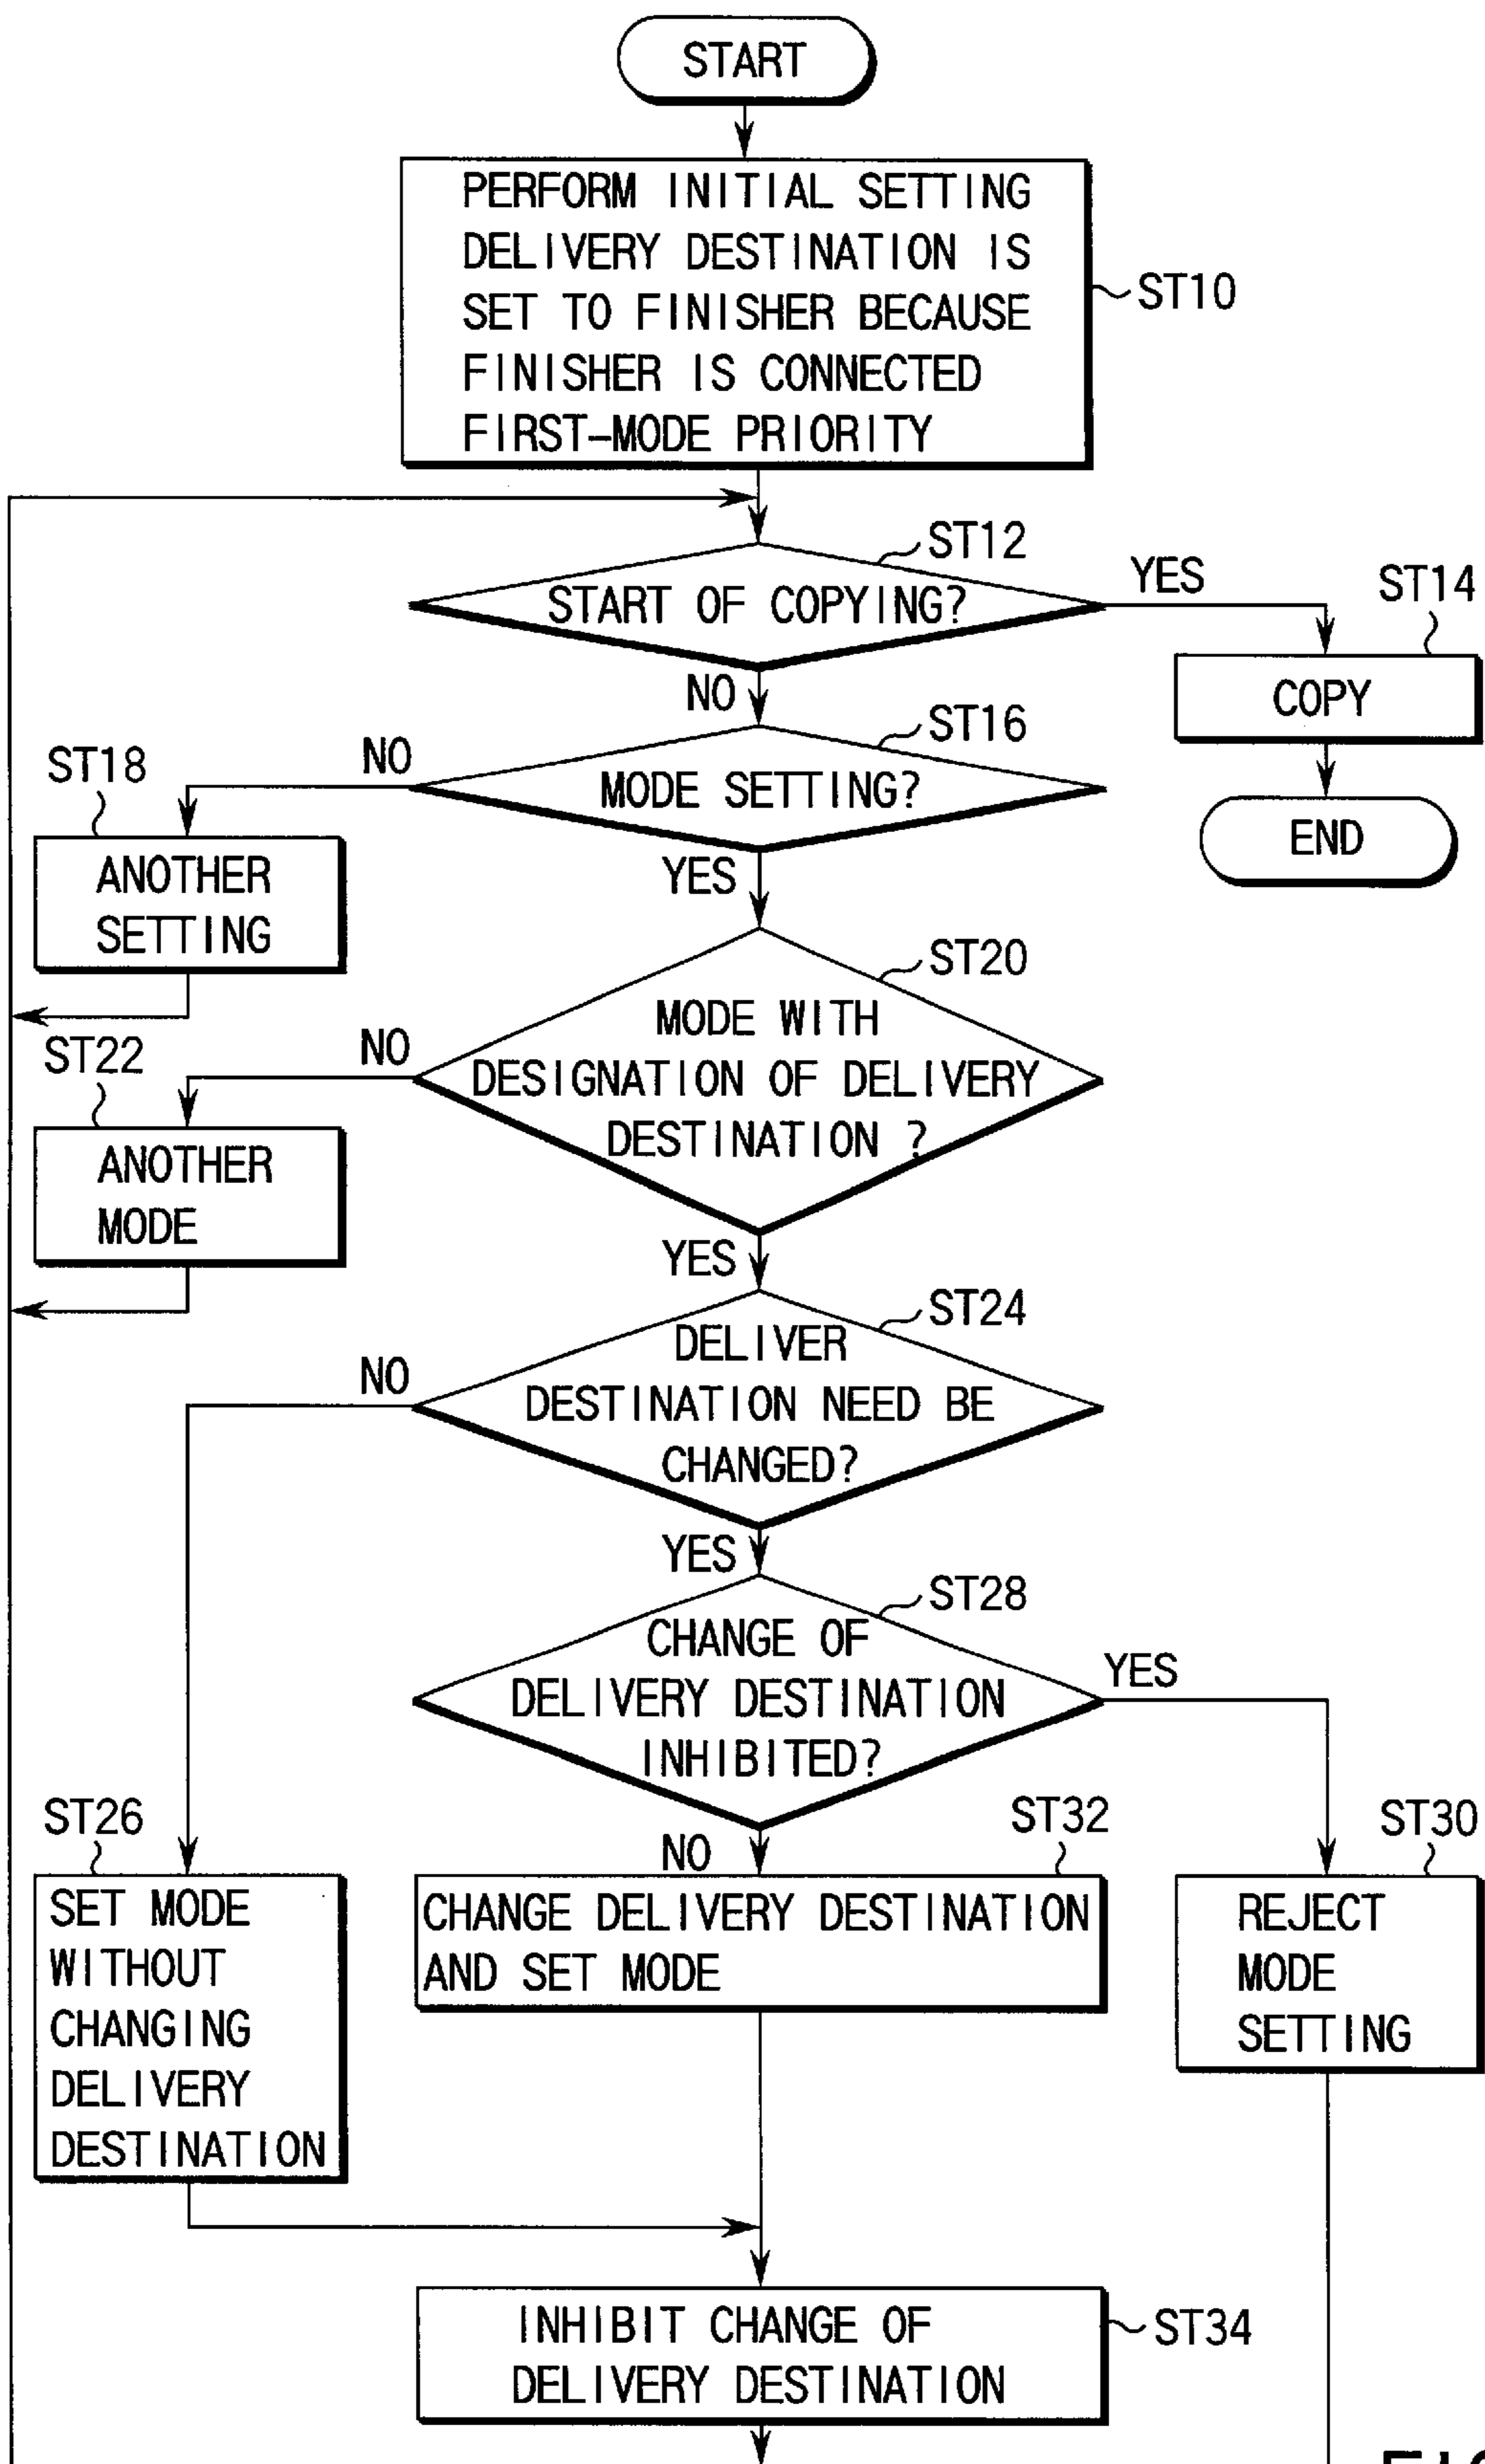 START
PERFORM INITIAL SETTING
DELIVERY DESTINATION IS
SET TO FINISHER BECAUSE
FINISHER IS CONNECTED
FIRST-MODE PRIORITY
ST10
ST12
START OF COPYING?
YES
ST14
COPY
END
NO
ST16
MODE SETTING?
NO
ST18
ANOTHER
SETTING
YES
ST20
MODE WITH
DESIGNATION OF DELIVERY
DESTINATION ?
NO
ST22
ANOTHER
MODE
YES
ST24
DELIVER
DESTINATION NEED BE
CHANGED?
NO
YES
ST28
CHANGE OF
DELIVERY DESTINATION
INHIBITED?
YES
ST26
SET MODE
WITHOUT
CHANGING
DELIVERY
DESTINATION
NO
ST32
CHANGE DELIVERY DESTINATION
AND SET MODE
ST30
REJECT
MODE
SETTING
INHIBIT CHANGE OF
DELIVERY DESTINATION
ST34